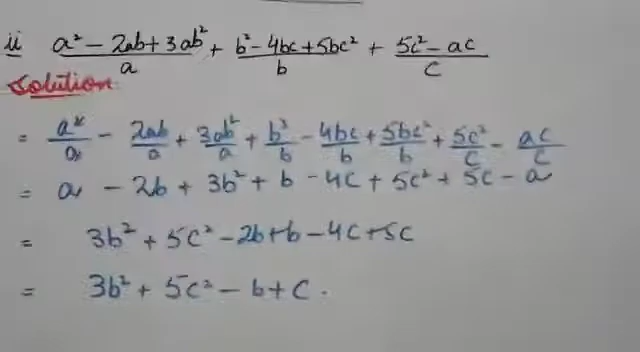 ii (a² - 2ab + 3ab²)/a + (b² - 4bc + 5bc²)/b + (5c² - ac)/c
Solution
= a²/a - 2ab/a + 3ab²/a + b²/b - 4bc/b + 5bc²/b + 5c²/c - ac/c
= a - 2b + 3b² + b - 4c + 5c² + 5c - a
= 3b² + 5c² - 2b + b - 4c + 5c
= 3b² + 5c² - b + c.